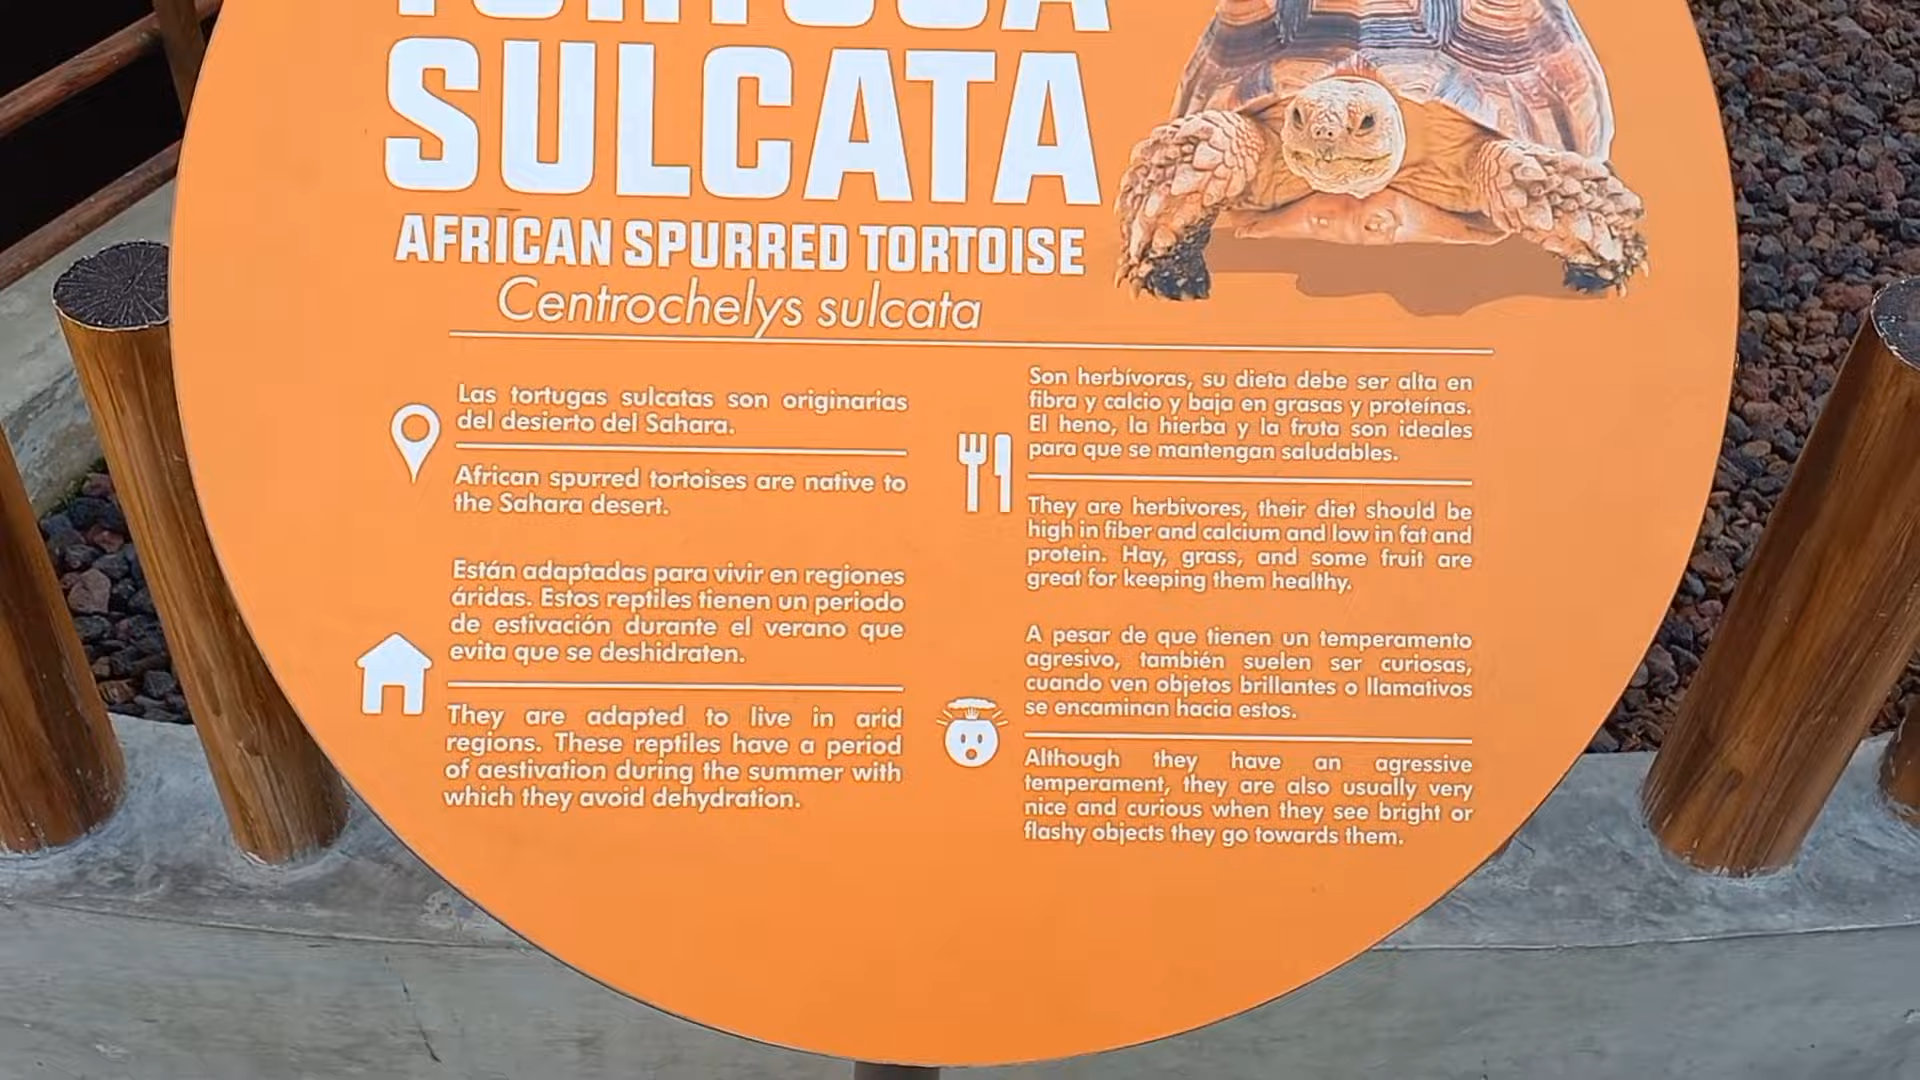 TORTUGA
SULCATA
AFRICAN SPURRED TORTOISE
Centrochelys sulcata
Las tortugas sulcatas son originarias
del desierto del Sahara.
African spurred tortoises are native to
the Sahara desert.
Están adaptadas para vivir en regiones
áridas. Estos reptiles tienen un periodo
de estivación durante el verano que
evita que se deshidraten.
They are adapted to live in arid
regions. These reptiles have a period
of aestivation during the summer with
which they avoid dehydration.
Son herbívoras, su dieta debe ser alta en
fibra y calcio y baja en grasas y proteínas.
El heno, la hierba y la fruta son ideales
para que se mantengan saludables.
They are herbivores, their diet should be
high in fiber and calcium and low in fat and
protein. Hay, grass, and some fruit are
great for keeping them healthy.
A pesar de que tienen un temperamento
agresivo, también suelen ser curiosas,
cuando ven objetos brillantes o llamativos
se encaminan hacia estos.
Although they have an agressive
temperament, they are also usually very
nice and curious when they see bright or
flashy objects they go towards them.